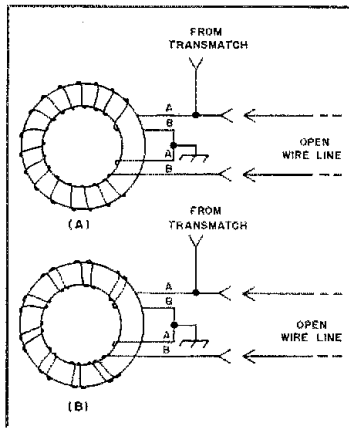 FROM
TRANSMATCH
A
B
A
B
OPEN
WIRE LINE
(A)
FROM
TRANSMATCH
A
B
A
B
OPEN
WIRE LINE
(B)